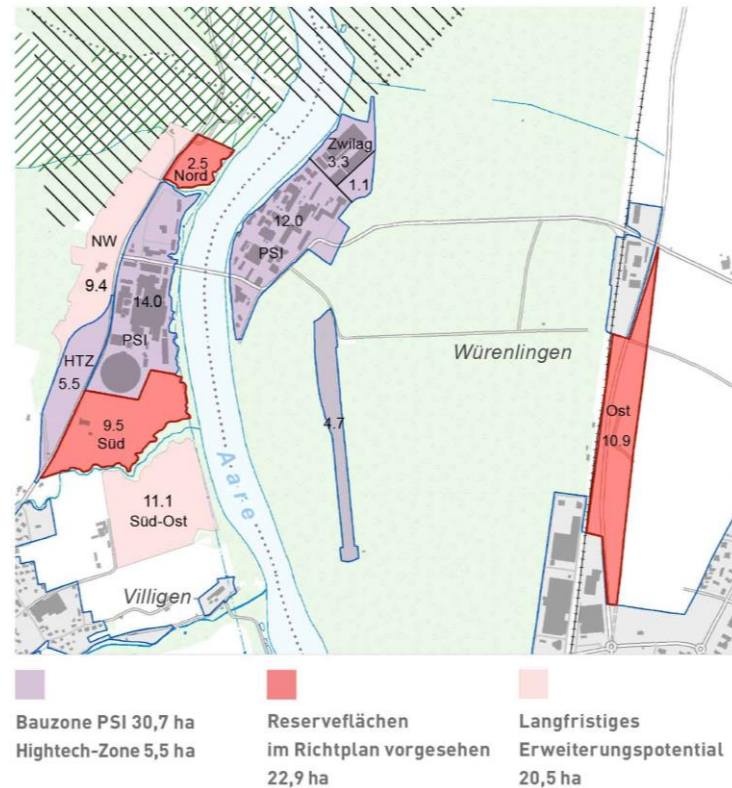 Zwilag
3.3
1.1
2.5
Nord
12.0
PSI
NW
9.4
14.0
PSI
HTZ
5.5
9.5
Süd
Würenlingen
4.7
Ost
10.9
11.1
Süd-Ost
Aare
Villigen
Bauzone PSI 30,7 ha
Hightech-Zone 5,5 ha
Reserveflächen
im Richtplan vorgesehen
22,9 ha
Langfristiges
Erweiterungspotential
20,5 ha